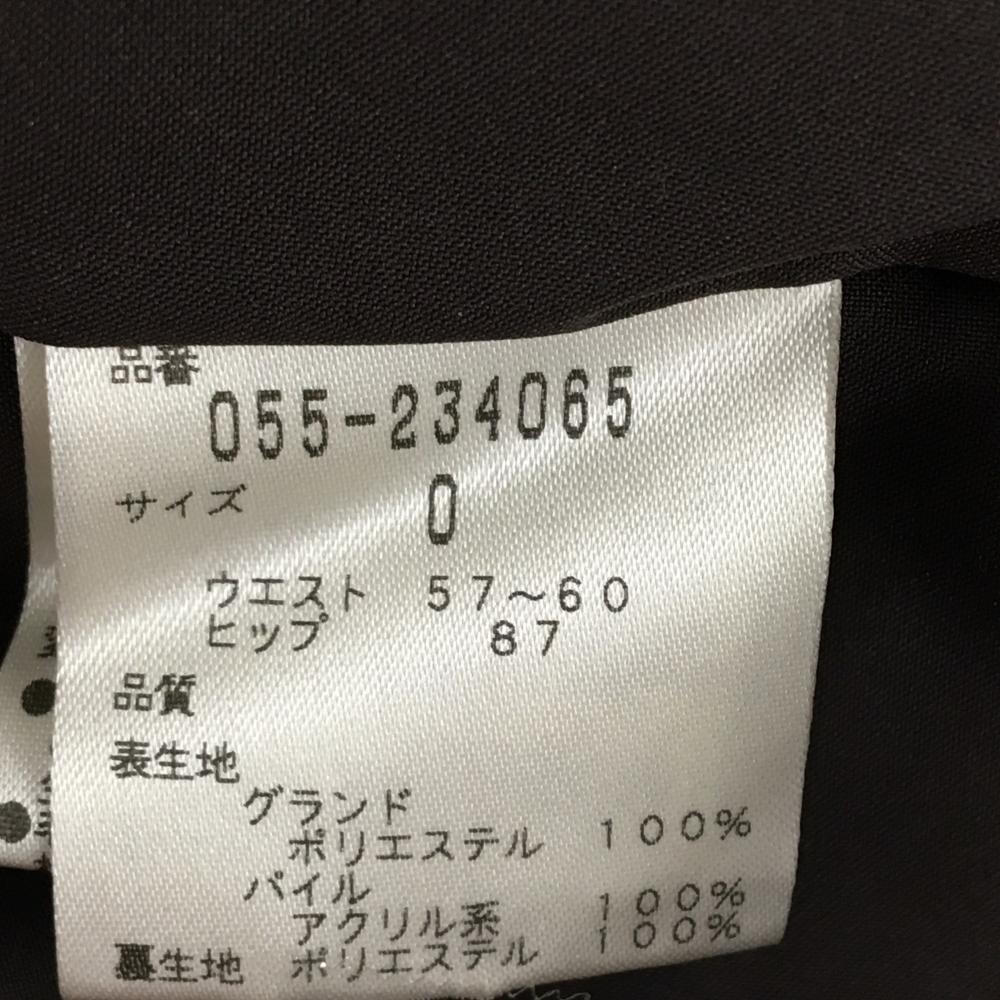 品番
055-234065
サイズ 0
ウエスト 57~60
ヒップ 87
品質
表生地
グランド
ポリエステル 100%
パイル
アクリル系 100%
裏生地 ポリエステル 100%